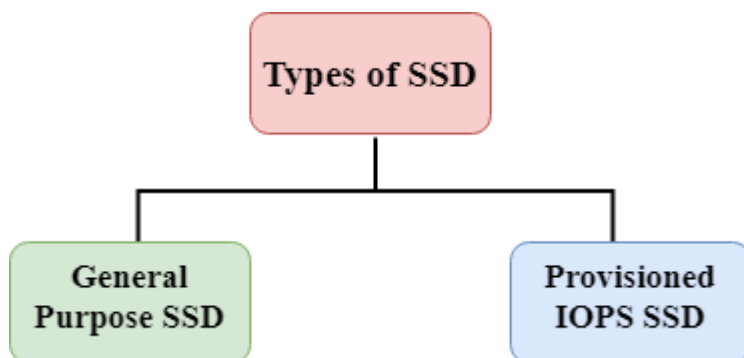 Types of SSD
General
Purpose SSD
Provisioned
IOPS SSD